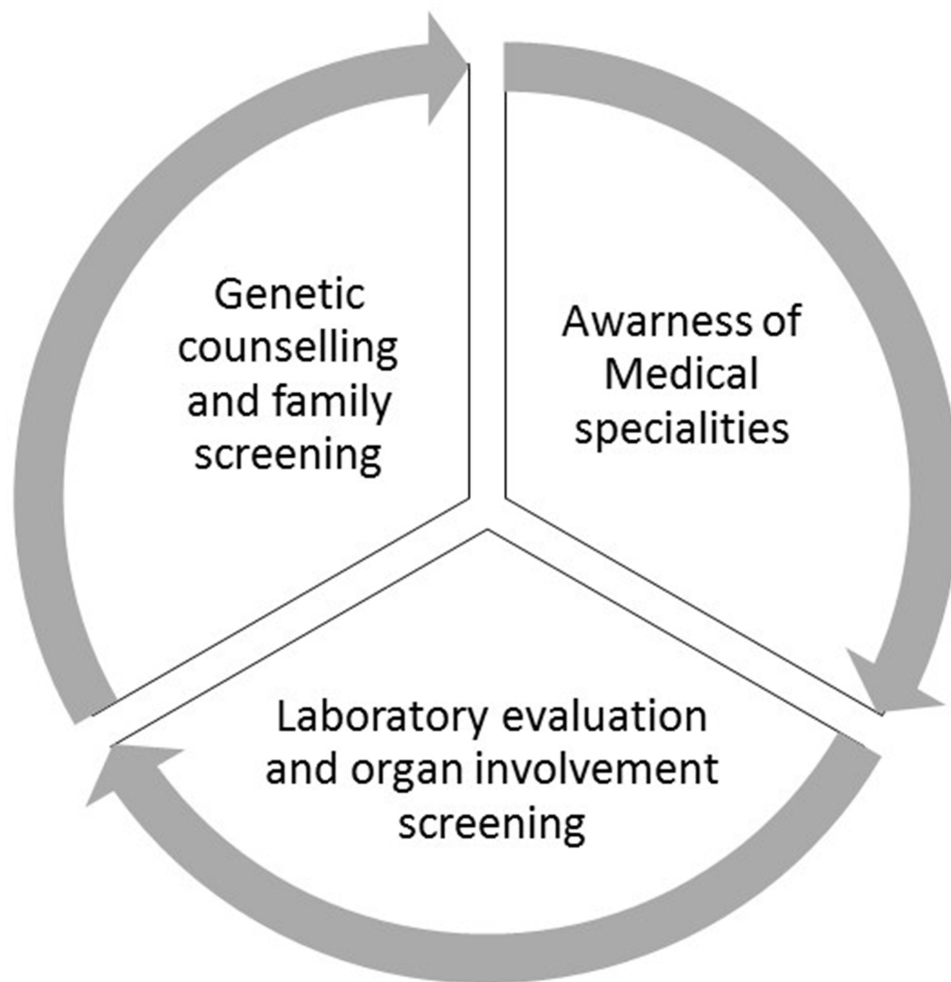 Genetic
counselling
and family
screening
Awarness of
Medical
specialities
Laboratory evaluation
and organ involvement
screening